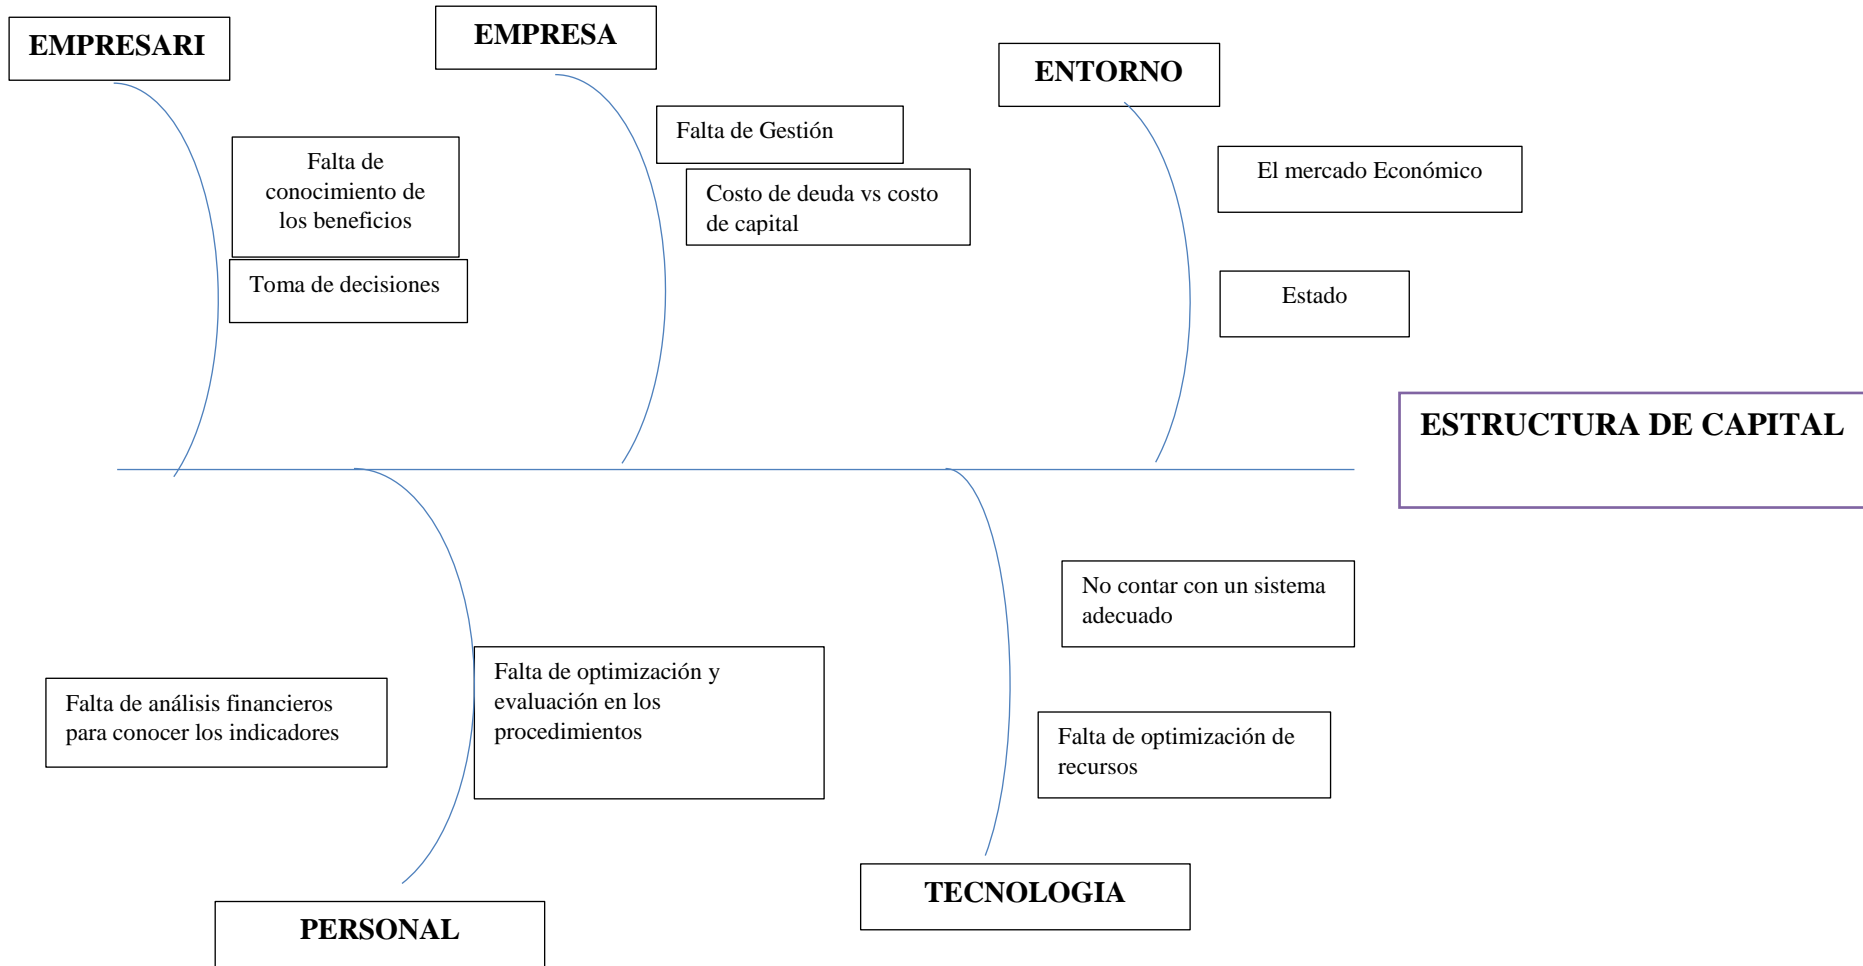 EMPRESARI
EMPRESA
ENTORNO
Falta de
conocimiento de
los beneficios
Toma de decisiones
Falta de Gestión
Costo de deuda vs costo
de capital
El mercado Económico
Estado
ESTRUCTURA DE CAPITAL
Falta de análisis financieros
para conocer los indicadores
Falta de optimización y
evaluación en los
procedimientos
No contar con un sistema
adecuado
Falta de optimización de
recursos
PERSONAL
TECNOLOGIA